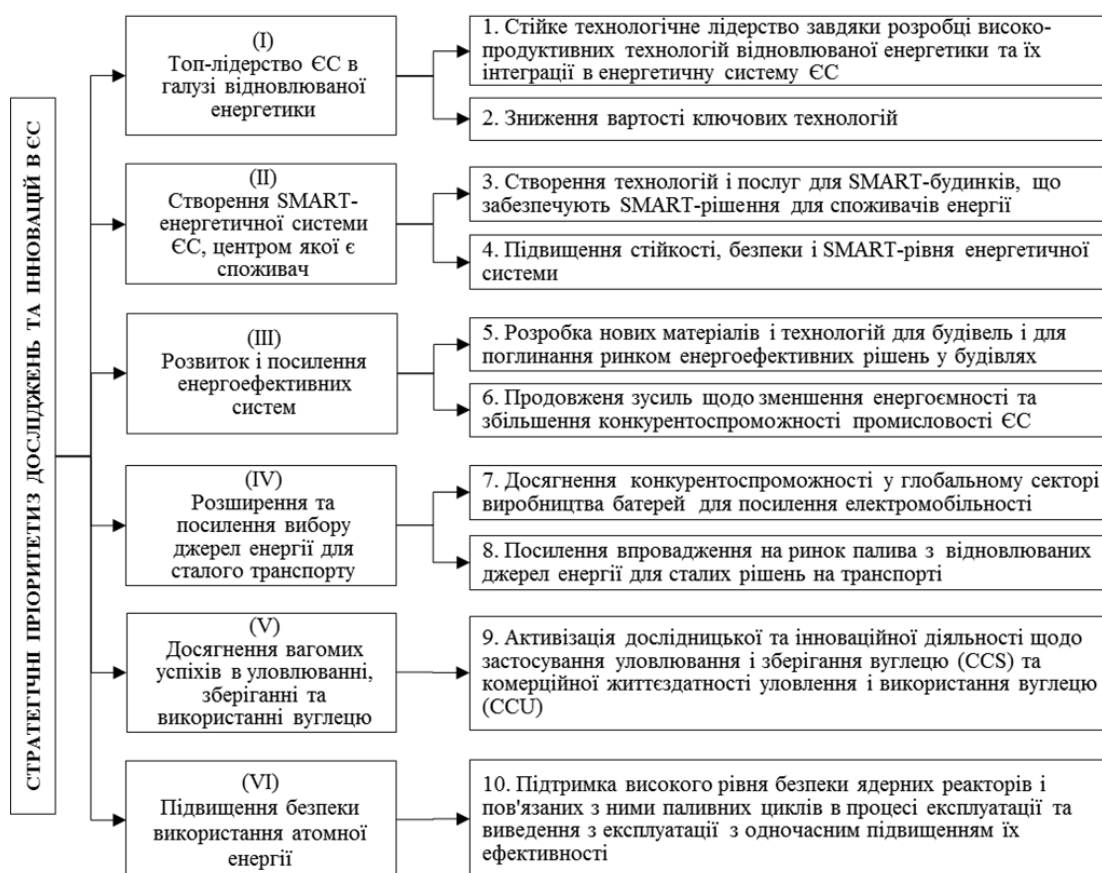 СТРАТЕГІЧНІ ПРІОРИТЕТИ З ДОСЛІДЖЕНЬ ТА ІННОВАЦІЙ В ЄС
(I)
Топ-лідерство ЄС в
галузі відновлюваної
енергетики
1. Стійке технологічне лідерство завдяки розробці високо-
продуктивних технологій відновлюваної енергетики та їх
інтеграції в енергетичну систему ЄС
2. Зниження вартості ключових технологій
(II)
Створення SMART-
енергетичної системи
ЄС, центром якої є
споживач
3. Створення технологій і послуг для SMART-будинків, що
забезпечують SMART-рішення для споживачів енергії
4. Підвищення стійкості, безпеки і SMART-рівня енергетичної
системи
(III)
Розвиток і посилення
енергоефективних
систем
5. Розробка нових матеріалів і технологій для будівель і для
поглинання ринком енергоефективних рішень у будівлях
6. Продовженя зусиль щодо зменшення енергоємності та
збільшення конкурентоспроможності промисловості ЄС
(IV)
Розширення та
посилення вибору
джерел енергії для
сталого транспорту
7. Досягнення конкурентоспроможності у глобальному секторі
виробництва батерей для посилення електромобільності
8. Посилення впровадження на ринок палива з відновлюваних
джерел енергії для сталих рішень на транспорті
(V)
Досягнення вагомих
успіхів в уловлюванні,
зберіганні та
використанні вуглецю
9. Активізація дослідницької та інноваційної діяльності щодо
застосування уловлювання і зберігання вуглецю (CCS) та
комерційної життєздатності уловлення і використання вуглецю
(CCU)
(VI)
Підвищення безпеки
використання атомної
енергії
10. Підтримка високого рівня безпеки ядерних реакторів і
пов'язаних з ними паливних циклів в процесі експлуатації та
виведення з експлуатації з одночасним підвищенням їх
ефективності